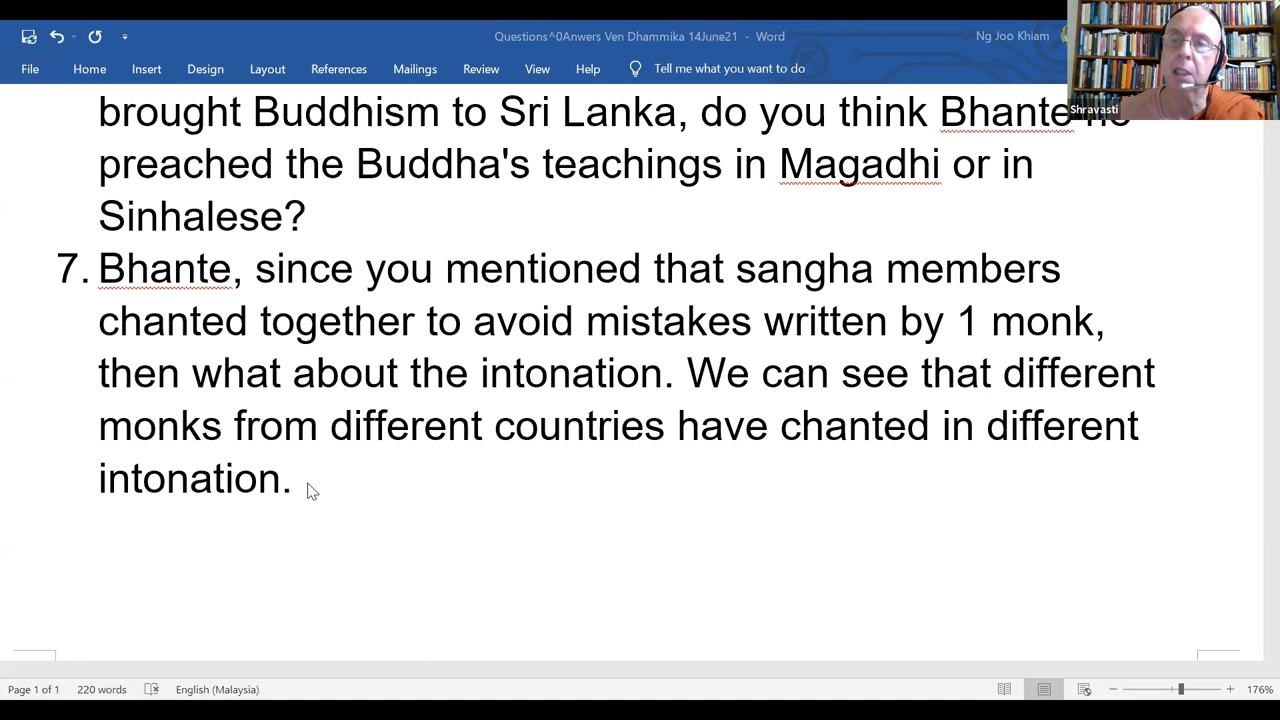 Questions^0Anwers Ven Dhammika 14June21 - Word
Ng Joo Khiam
File Home Insert Design Layout References Mailings Review View Help Tell me what you want to do
Shravasti
brought Buddhism to Sri Lanka, do you think Bhante he
preached the Buddha's teachings in Magadhi or in
Sinhalese?
7. Bhante, since you mentioned that sangha members
chanted together to avoid mistakes written by 1 monk,
then what about the intonation. We can see that different
monks from different countries have chanted in different
intonation.
Page 1 of 1 220 words English (Malaysia) 176%